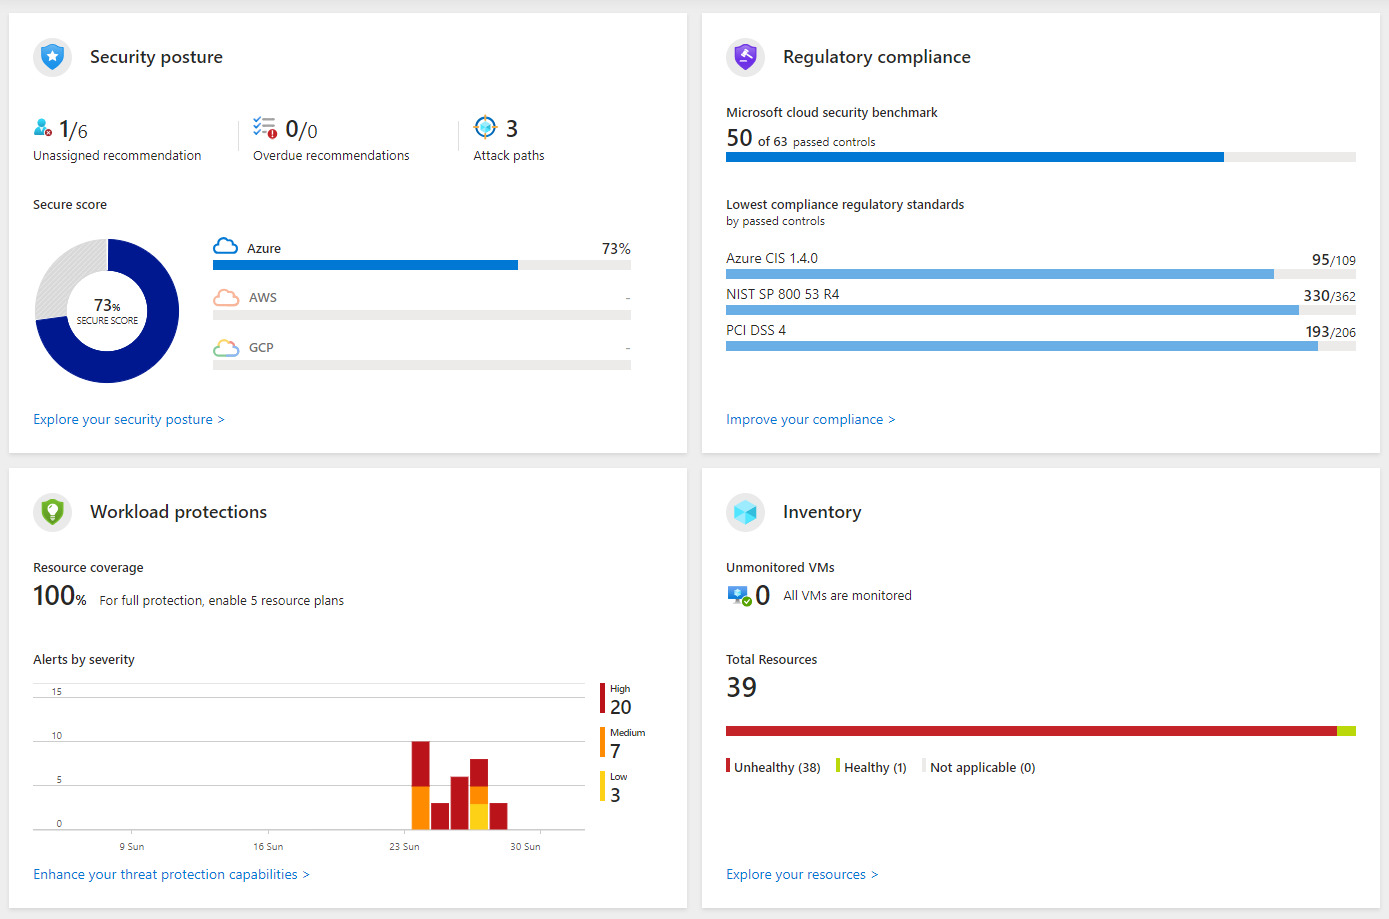 Security posture
1/6
Unassigned recommendation
0/0
Overdue recommendations
3
Attack paths
Secure score
73%
SECURE SCORE
Azure 73%
AWS -
GCP -
Explore your security posture >
Regulatory compliance
Microsoft cloud security benchmark
50 of 63 passed controls
Lowest compliance regulatory standards
by passed controls
Azure CIS 1.4.0 95/109
NIST SP 800 53 R4 330/362
PCI DSS 4 193/206
Improve your compliance >
Workload protections
Resource coverage
100% For full protection, enable 5 resource plans
Alerts by severity
15
10
5
0
9 Sun 16 Sun 23 Sun 30 Sun
High
20
Medium
7
Low
3
Enhance your threat protection capabilities >
Inventory
Unmonitored VMs
0 All VMs are monitored
Total Resources
39
Unhealthy (38) Healthy (1) Not applicable (0)
Explore your resources >